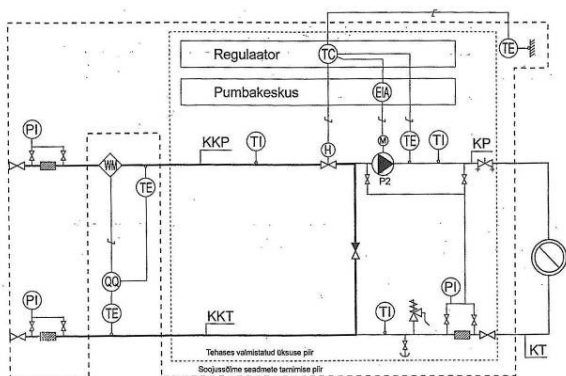 Regulaator
TC
TE
Pumbakeskus
EIA
PI
KKP
TI
H
M
TE
TI
KP
WM
TE
P2
QQ
PI
PI
TE
KKT
TI
KT
Tehases valmistatud üksuse piir
Soojussõlme seadmete tarnimise piir